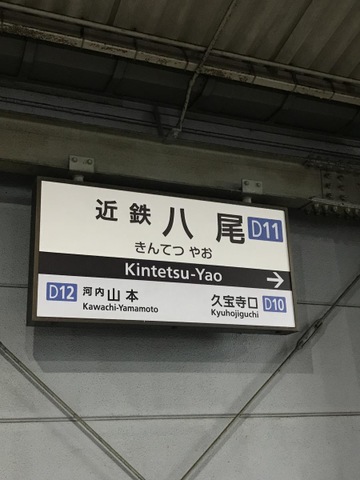 近鉄八尾 D11
きんてつ やお
Kintetsu-Yao →
D12 河内山本 久宝寺口 D10
Kawachi-Yamamoto Kyuhojiguchi